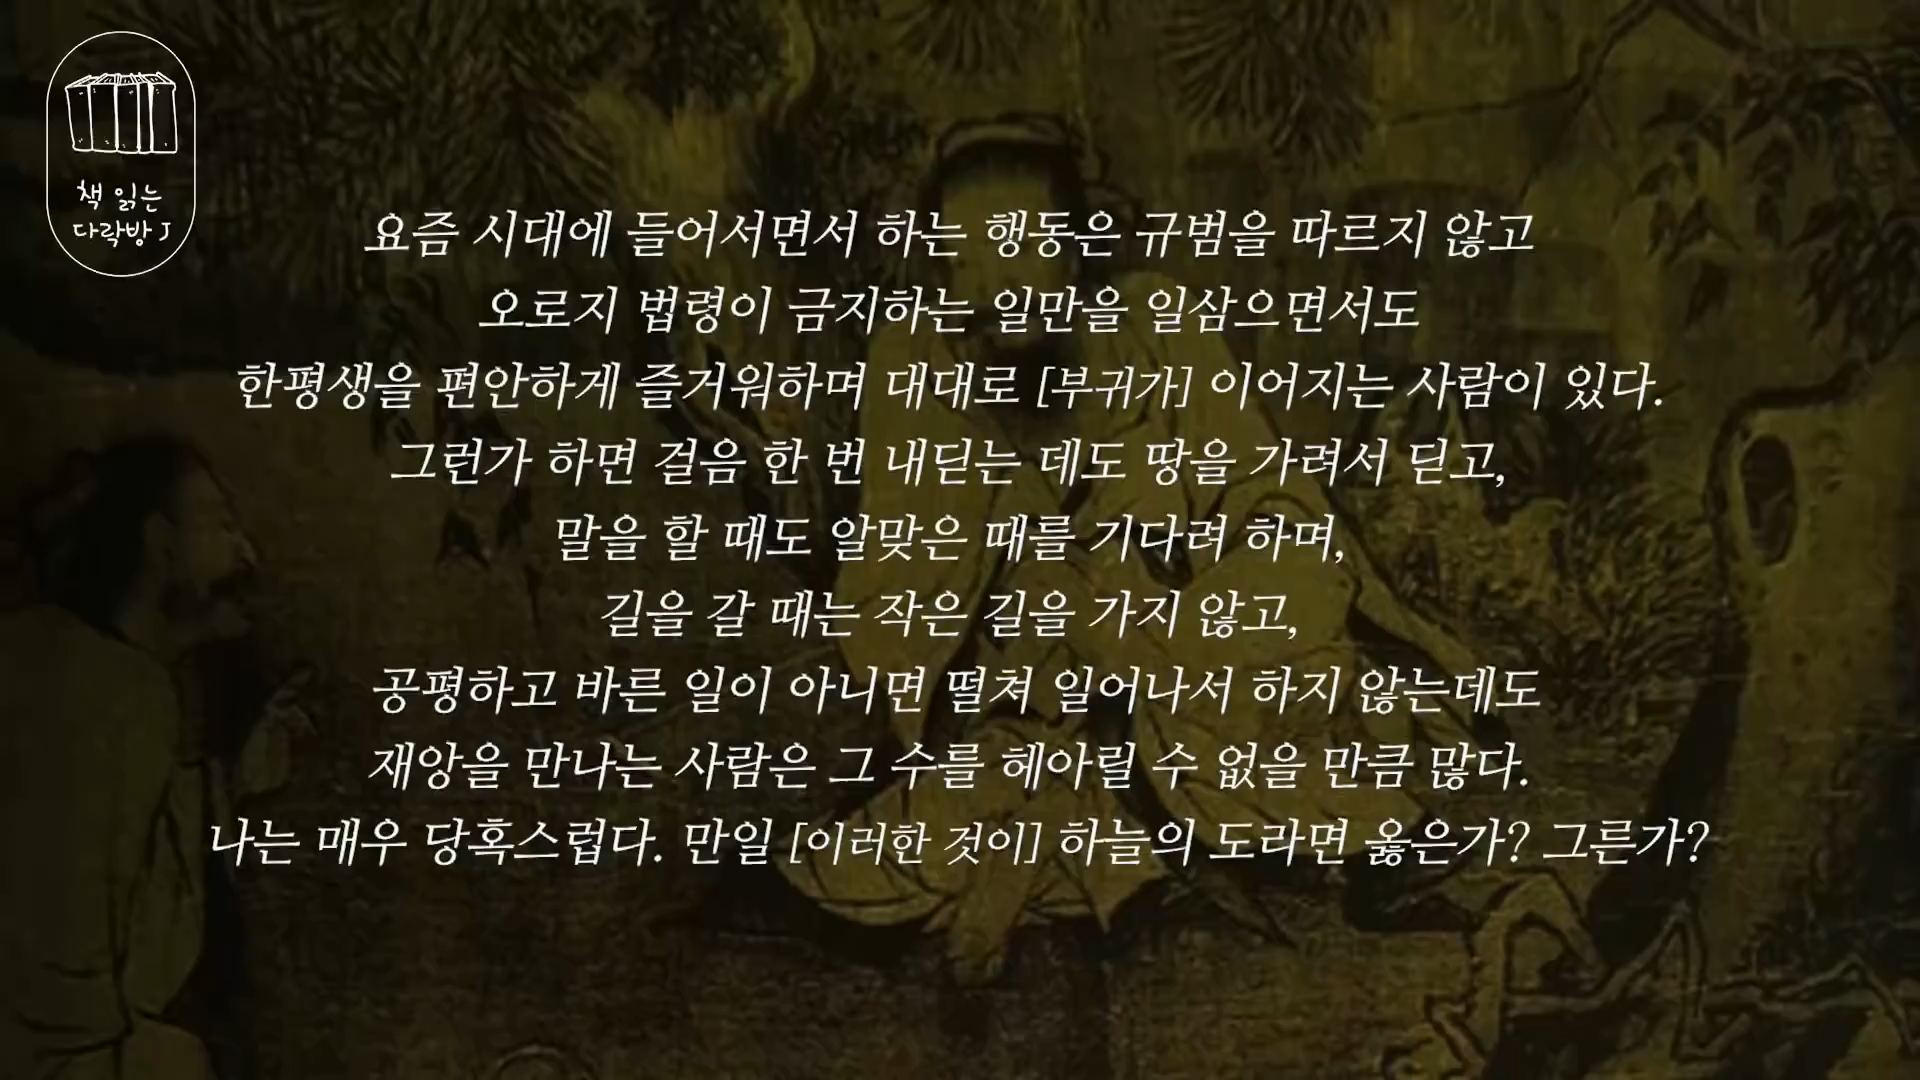 책 읽는
다락방 J
요즘 시대에 들어서면서 하는 행동은 규범을 따르지 않고
오로지 법령이 금지하는 일만을 일삼으면서도
한평생을 편안하게 즐거워하며 대대로 [부귀가] 이어지는 사람이 있다.
그런가 하면 걸음 한 번 내딛는 데도 땅을 가려서 딛고,
말을 할 때도 알맞은 때를 기다려 하며,
길을 갈 때는 작은 길을 가지 않고,
공평하고 바른 일이 아니면 떨쳐 일어나서 하지 않는데도
재앙을 만나는 사람은 그 수를 헤아릴 수 없을 만큼 많다.
나는 매우 당혹스럽다. 만일 [이러한 것이] 하늘의 도라면 옳은가? 그른가?